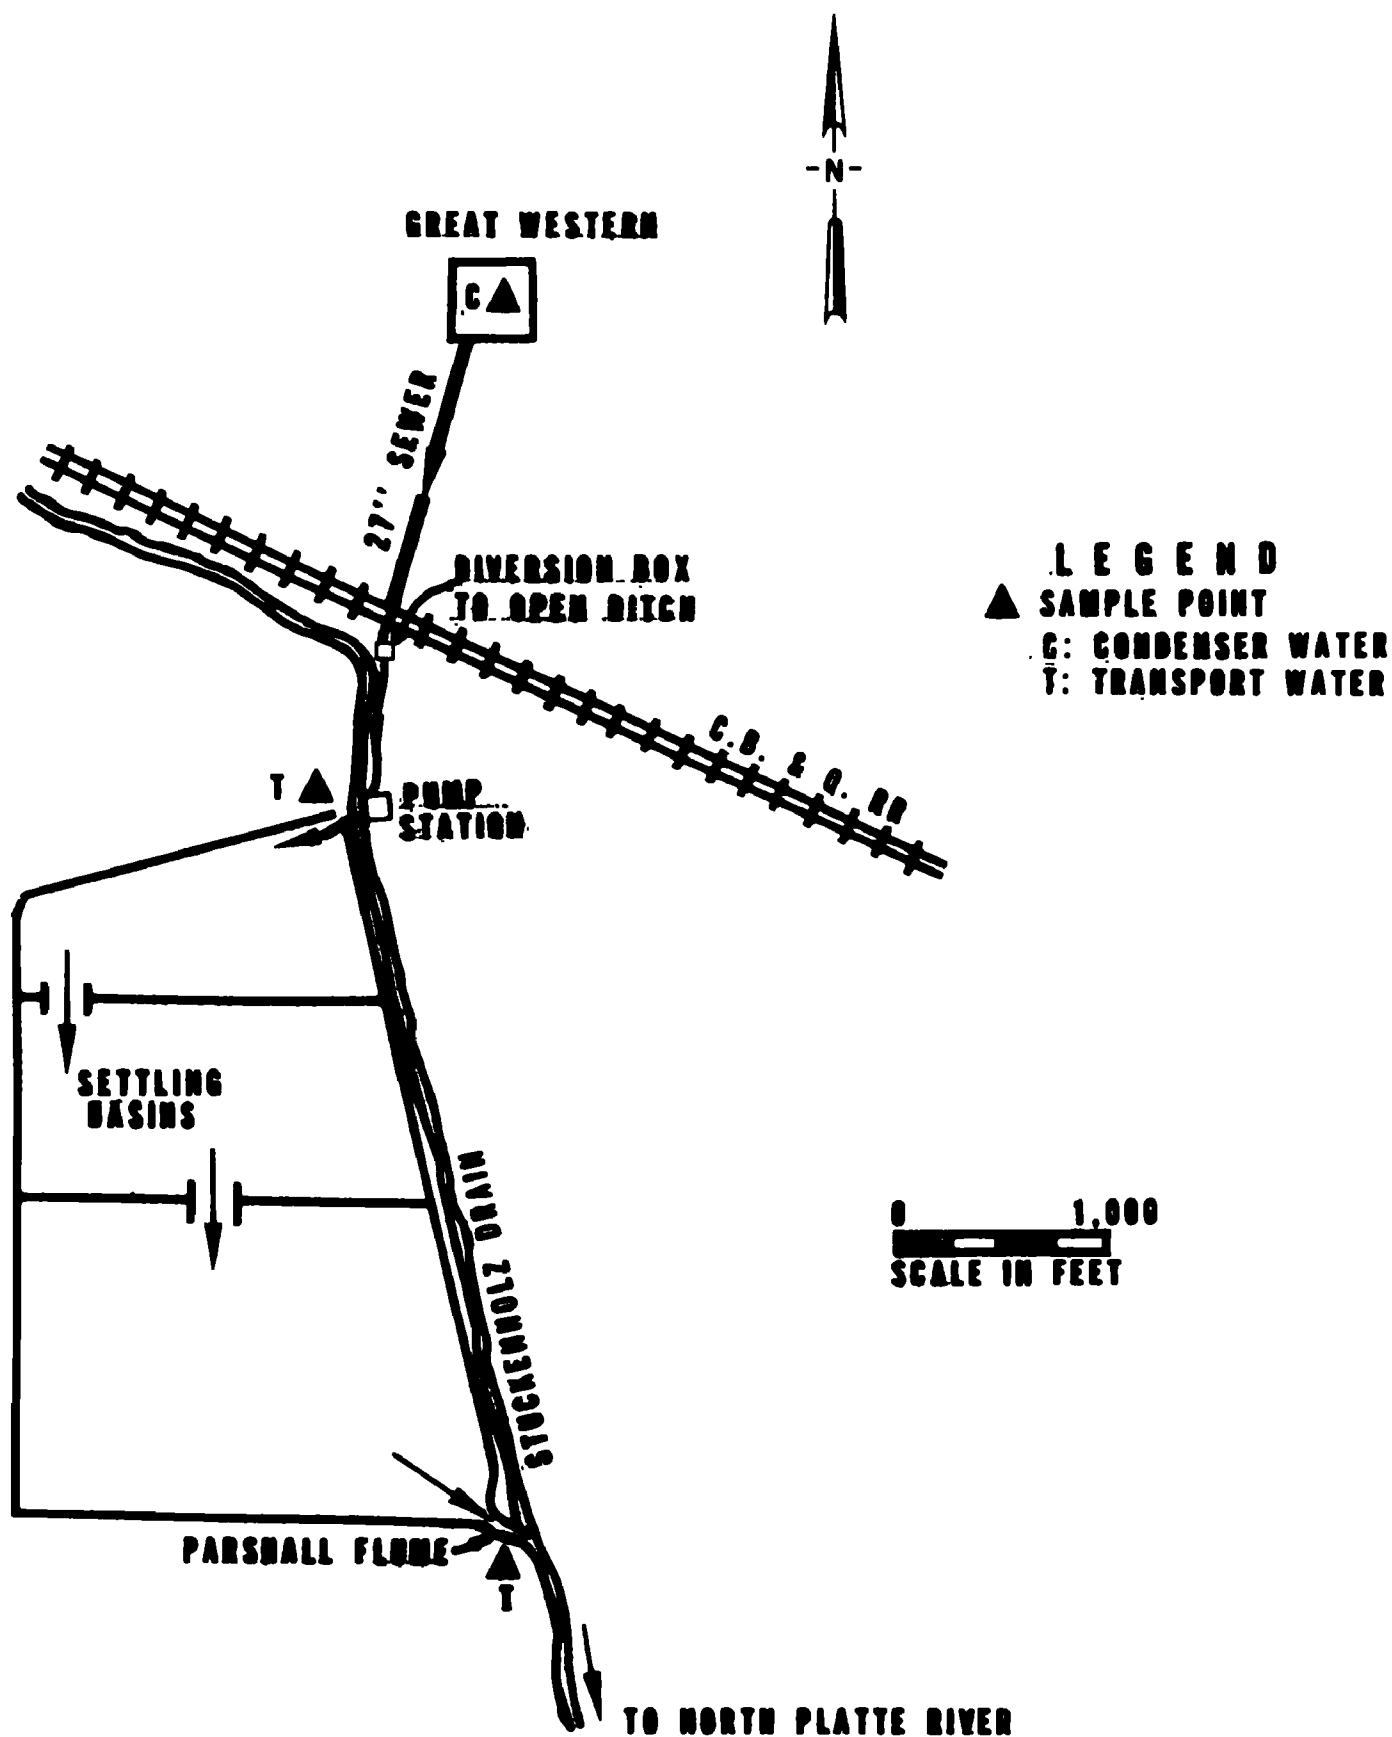 -N-
GREAT WESTERN
C
27" SEWER
DIVERSION BOX
TO OPEN DITCH
LEGEND
SAMPLE POINT
C: CONDENSER WATER
T: TRANSPORT WATER
C.B. & Q. RR
T
PUMP
STATION
SETTLING
BASINS
STUCKENHOLZ DRAIN
0 1,000
SCALE IN FEET
PARSHALL FLUME
T
TO NORTH PLATTE RIVER